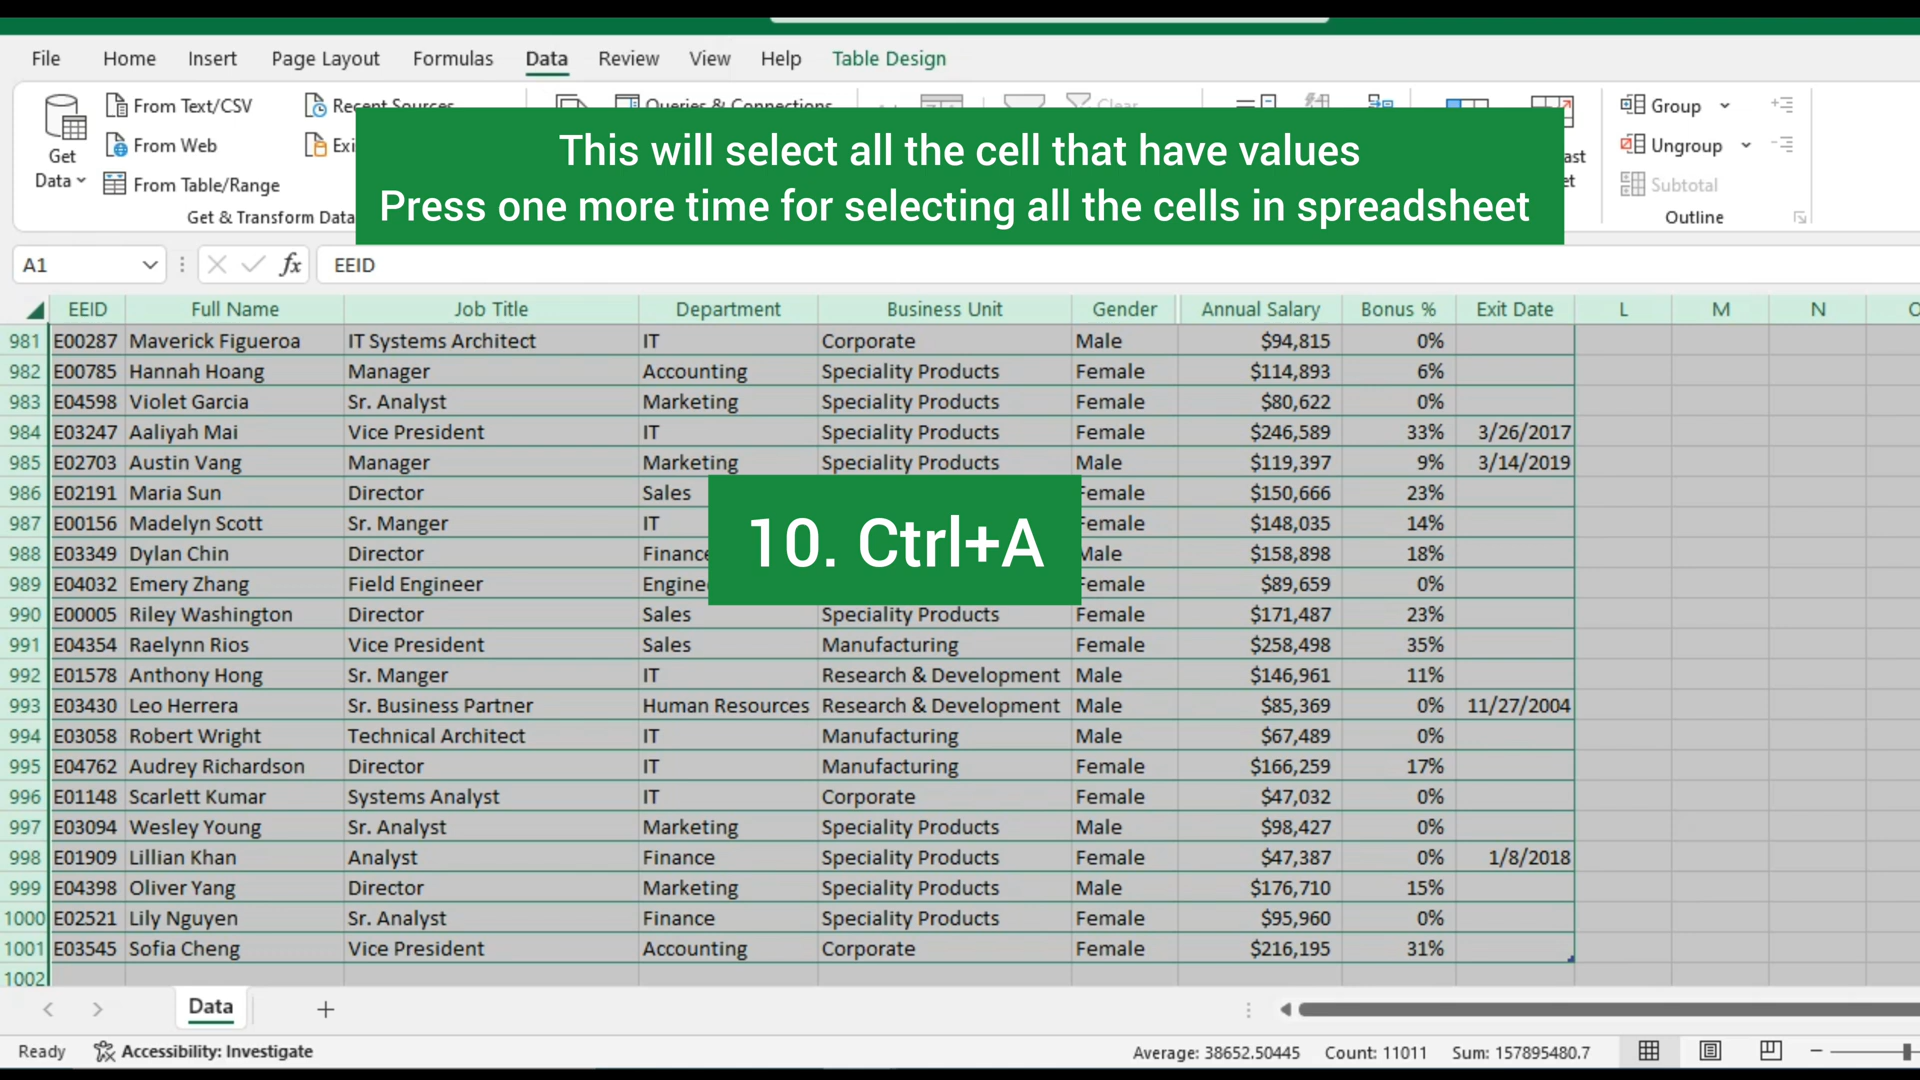 File Home Insert Page Layout Formulas Data Review View Help Table Design
From Text/CSV Recent Sources Queries & Connections Clear Group
Get Data From Web Ungroup
From Table/Range Subtotal
Get & Transform Data Outline
This will select all the cell that have values
Press one more time for selecting all the cells in spreadsheet
A1 fx EEID
EEID Full Name Job Title Department Business Unit Gender Annual Salary Bonus % Exit Date L M N
981 E00287 Maverick Figueroa IT Systems Architect IT Corporate Male $94,815 0%
982 E00785 Hannah Hoang Manager Accounting Speciality Products Female $114,893 6%
983 E04598 Violet Garcia Sr. Analyst Marketing Speciality Products Female $80,622 0%
984 E03247 Aaliyah Mai Vice President IT Speciality Products Female $246,589 33% 3/26/2017
985 E02703 Austin Vang Manager Marketing Speciality Products Male $119,397 9% 3/14/2019
986 E02191 Maria Sun Director Sales Female $150,666 23%
987 E00156 Madelyn Scott Sr. Manger IT Female $148,035 14%
10. Ctrl+A
988 E03349 Dylan Chin Director Finance Male $158,898 18%
989 E04032 Emery Zhang Field Engineer Engine Female $89,659 0%
990 E00005 Riley Washington Director Sales Speciality Products Female $171,487 23%
991 E04354 Raelynn Rios Vice President Sales Manufacturing Female $258,498 35%
992 E01578 Anthony Hong Sr. Manger IT Research & Development Male $146,961 11%
993 E03430 Leo Herrera Sr. Business Partner Human Resources Research & Development Male $85,369 0% 11/27/2004
994 E03058 Robert Wright Technical Architect IT Manufacturing Male $67,489 0%
995 E04762 Audrey Richardson Director IT Manufacturing Female $166,259 17%
996 E01148 Scarlett Kumar Systems Analyst IT Corporate Female $47,032 0%
997 E03094 Wesley Young Sr. Analyst Marketing Speciality Products Male $98,427 0%
998 E01909 Lillian Khan Analyst Finance Speciality Products Female $47,387 0% 1/8/2018
999 E04398 Oliver Yang Director Marketing Speciality Products Male $176,710 15%
1000 E02521 Lily Nguyen Sr. Analyst Finance Speciality Products Female $95,960 0%
1001 E03545 Sofia Cheng Vice President Accounting Corporate Female $216,195 31%
1002
Data
Ready Accessibility: Investigate Average: 38652.50445 Count: 11011 Sum: 157895480.7